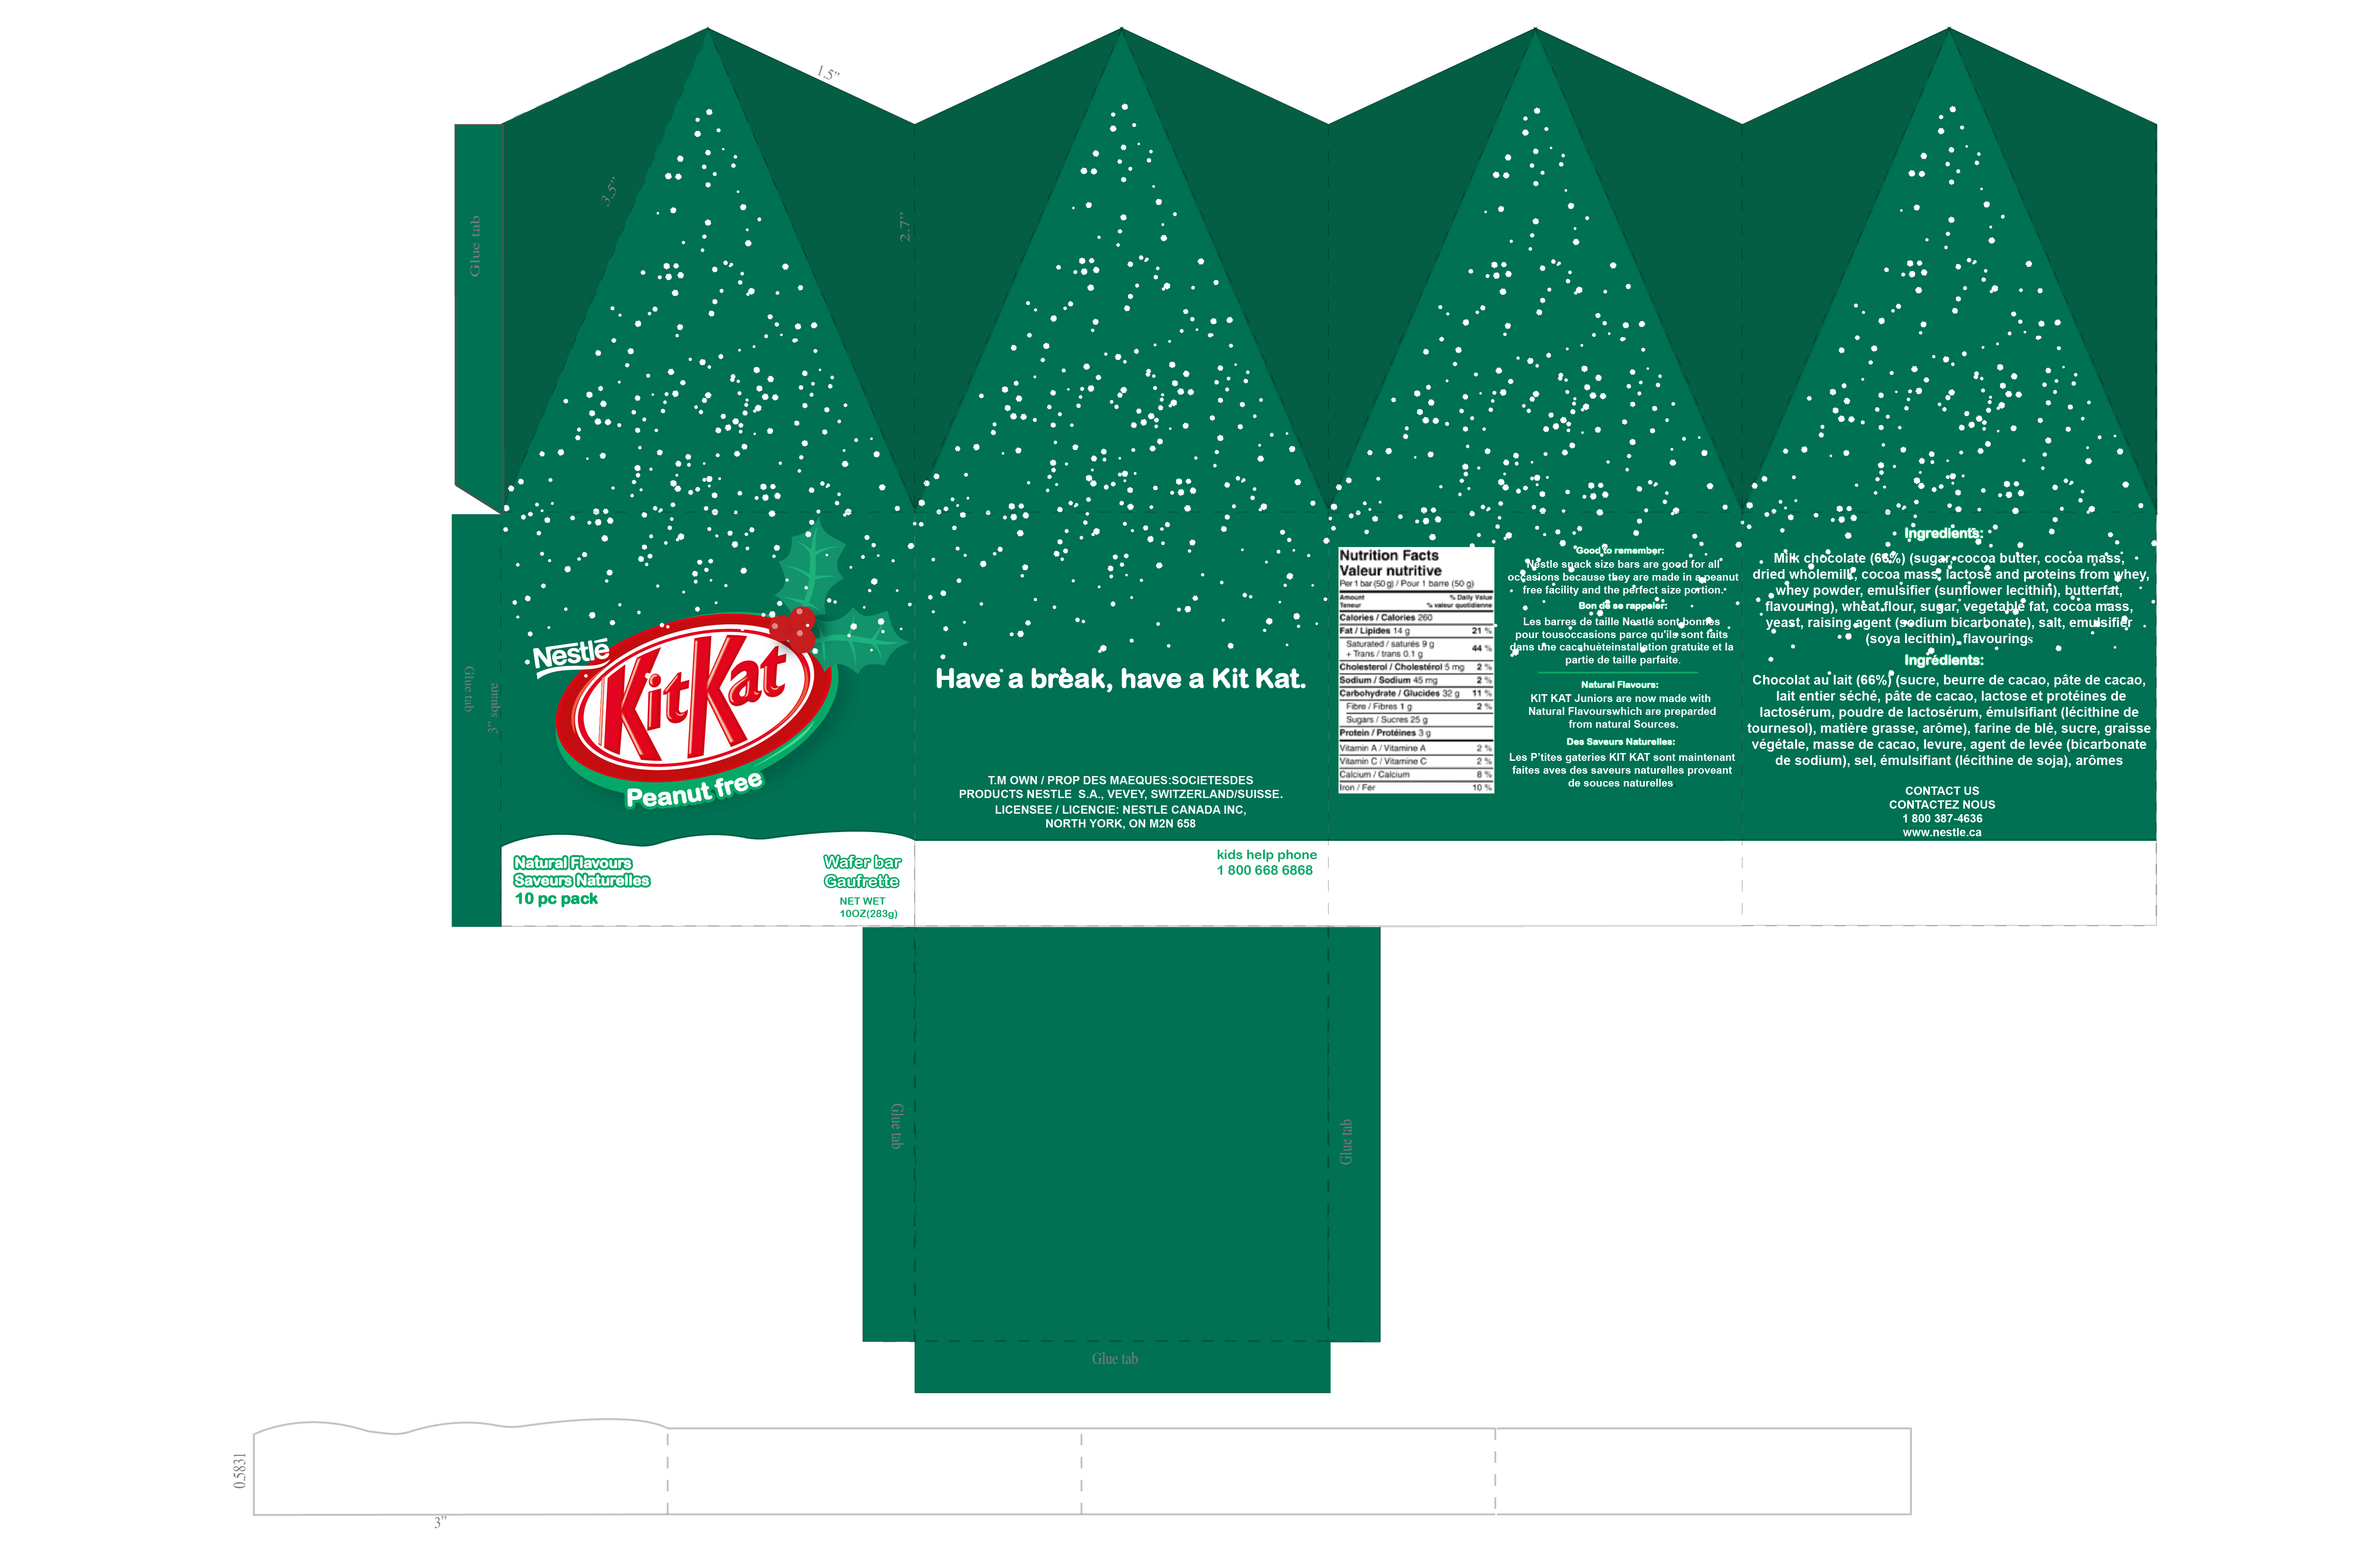 1.5”
3.5”
2.7”
Glue tab
Glue tab
3” square
Nestlé
KitKat
Peanut free
Natural Flavours
Saveurs Naturelles
10 pc pack
Wafer bar
Gaufrette
NET WET
10OZ(283g)
Have a break, have a Kit Kat.
T.M OWN / PROP DES MAEQUES:SOCIETESDES
PRODUCTS NESTLE S.A., VEVEY, SWITZERLAND/SUISSE.
LICENSEE / LICENCIE: NESTLE CANADA INC,
NORTH YORK, ON M2N 658
kids help phone
1 800 668 6868
Nutrition Facts
Valeur nutritive
Per 1 bar (50 g) / Pour 1 barre (50 g)
Amount % Daily Value
Teneur % valeur quotidienne
Calories / Calories 260
Fat / Lipides 14 g 21 %
Saturated / saturés 9 g
+ Trans / trans 0.1 g 44 %
Cholesterol / Cholestérol 5 mg 2 %
Sodium / Sodium 45 mg 2 %
Carbohydrate / Glucides 32 g 11 %
Fibre / Fibres 1 g 2 %
Sugars / Sucres 25 g
Protein / Protéines 3 g
Vitamin A / Vitamine A 2 %
Vitamin C / Vitamine C 2 %
Calcium / Calcium 8 %
Iron / Fer 10 %
Good to remember:
Nestle snack size bars are good for all
occasions because they are made in a peanut
free facility and the perfect size portion.
Bon de se rappeler:
Les barres de taille Nestlé sont bonnes
pour tousoccasions parce qu'ils sont faits
dans une cacahuèteinstallation gratuite et la
partie de taille parfaite.
Natural Flavours:
KIT KAT Juniors are now made with
Natural Flavourswhich are preparded
from natural Sources.
Des Saveurs Naturelles:
Les P'tites gateries KIT KAT sont maintenant
faites aves des saveurs naturelles proveant
de souces naturelles
Ingredients:
Milk chocolate (66%) (sugar, cocoa butter, cocoa mass,
dried wholemilk, cocoa mass, lactose and proteins from whey,
whey powder, emulsifier (sunflower lecithin), butterfat,
flavouring), wheat flour, sugar, vegetable fat, cocoa mass,
yeast, raising agent (sodium bicarbonate), salt, emulsifier
(soya lecithin), flavourings
Ingrédients:
Chocolat au lait (66%) (sucre, beurre de cacao, pâte de cacao,
lait entier séché, pâte de cacao, lactose et protéines de
lactosérum, poudre de lactosérum, émulsifiant (lécithine de
tournesol), matière grasse, arôme), farine de blé, sucre, graisse
végétale, masse de cacao, levure, agent de levée (bicarbonate
de sodium), sel, émulsifiant (lécithine de soja), arômes
CONTACT US
CONTACTEZ NOUS
1 800 387-4636
www.nestle.ca
Glue tab
Glue tab
Glue tab
0.5831
3”